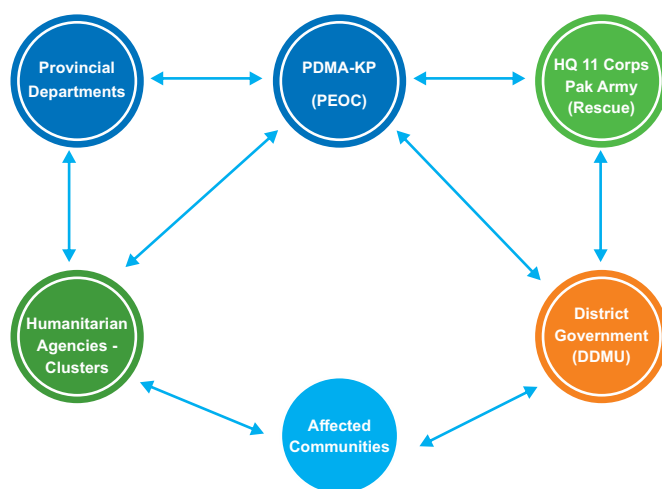 Provincial
Departments
PDMA-KP
(PEOC)
HQ 11 Corps
Pak Army
(Rescue)
Humanitarian
Agencies -
Clusters
District
Government
(DDMU)
Affected
Communities